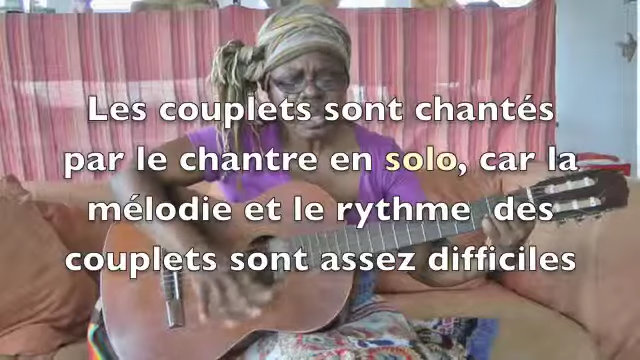 Les couplets sont chantés
par le chantre en solo, car la
mélodie et le rythme des
couplets sont assez difficiles